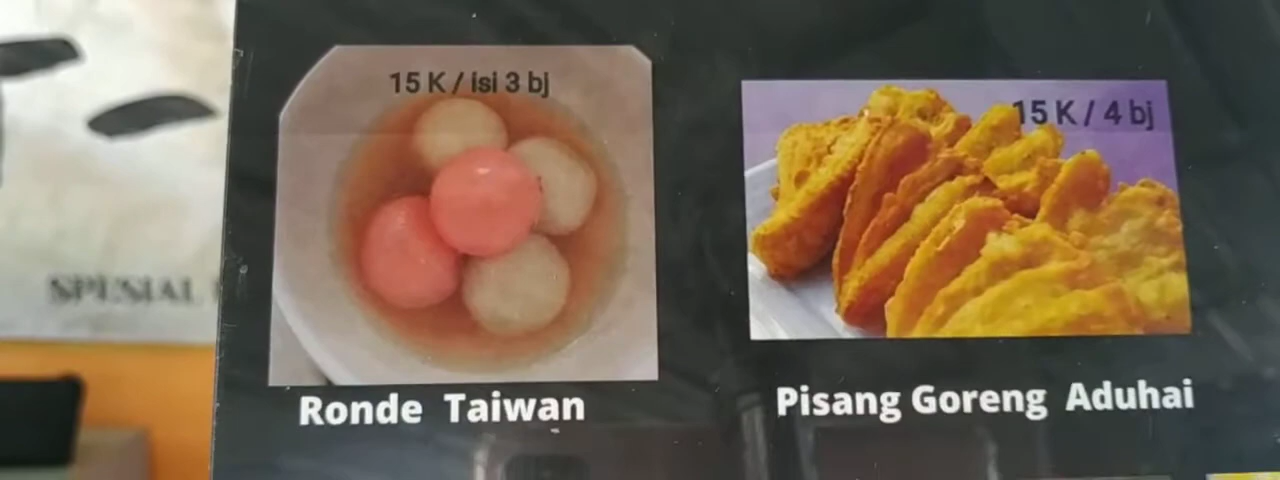 15 K / isi 3 bj
15 K / 4 bj
SPESIAL
Ronde Taiwan
Pisang Goreng Aduhai